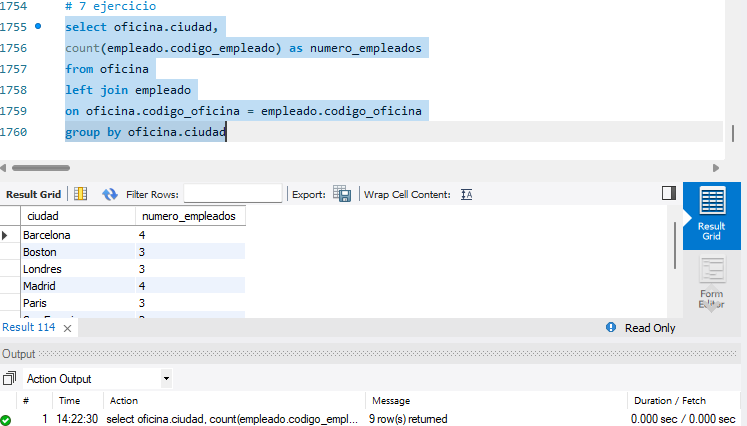 1754 # 7 ejercicio
1755 select oficina.ciudad,
1756 count(empleado.codigo_empleado) as numero_empleados
1757 from oficina
1758 left join empleado
1759 on oficina.codigo_oficina = empleado.codigo_oficina
1760 group by oficina.ciudad
Result Grid Filter Rows: Export: Wrap Cell Content:
ciudad numero_empleados
Barcelona 4
Boston 3
Londres 3
Madrid 4
Paris 3
Result Grid
Form Editor
Result 114 Read Only
Output
Action Output
# Time Action Message Duration / Fetch
1 14:22:30 select oficina.ciudad, count(empleado.codigo_empl... 9 row(s) returned 0.000 sec / 0.000 sec